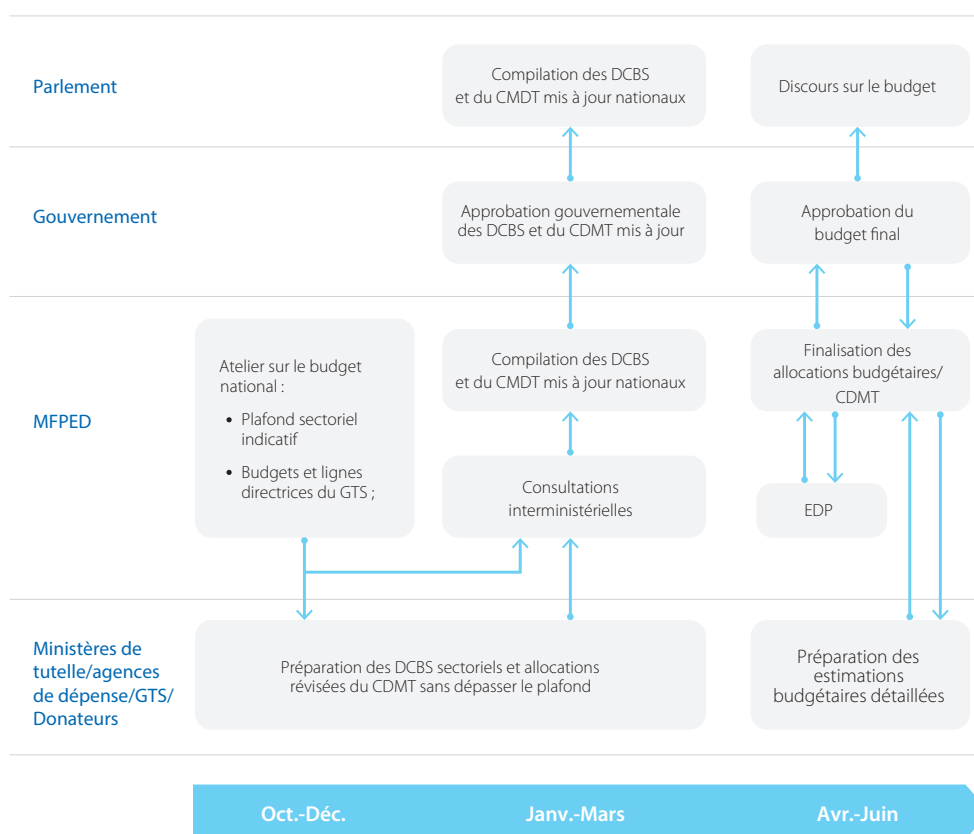 Parlement
Compilation des DCBS
et du CMDT mis à jour nationaux
Discours sur le budget
Gouvernement
Approbation gouvernementale
des DCBS et du CDMT mis à jour
Approbation du
budget final
MFPED
Atelier sur le budget
national :
• Plafond sectoriel
indicatif
• Budgets et lignes
directrices du GTS ;
Compilation des DCBS
et du CMDT mis à jour nationaux
Consultations
interministérielles
Finalisation des
allocations budgétaires/
CDMT
EDP
Ministères de
tutelle/agences
de dépense/GTS/
Donateurs
Préparation des DCBS sectoriels et allocations
révisées du CDMT sans dépasser le plafond
Préparation des
estimations
budgétaires détaillées
Oct.-Déc.
Janv.-Mars
Avr.-Juin